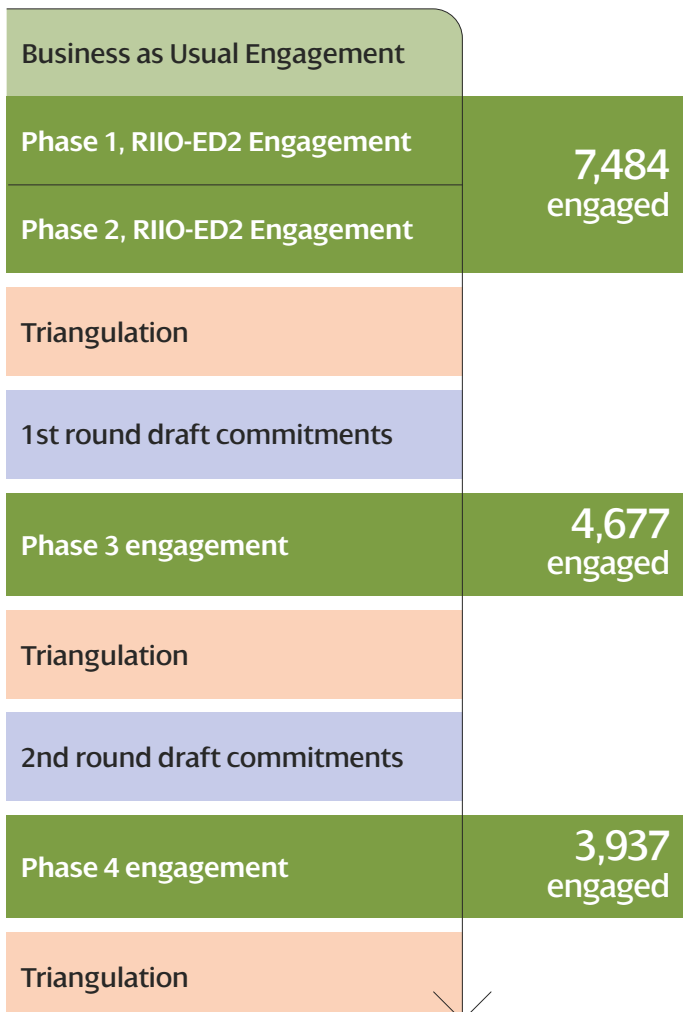 Business as Usual Engagement
Phase 1, RIIO-ED2 Engagement
7,484
engaged
Phase 2, RIIO-ED2 Engagement
Triangulation
1st round draft commitments
Phase 3 engagement
4,677
engaged
Triangulation
2nd round draft commitments
Phase 4 engagement
3,937
engaged
Triangulation